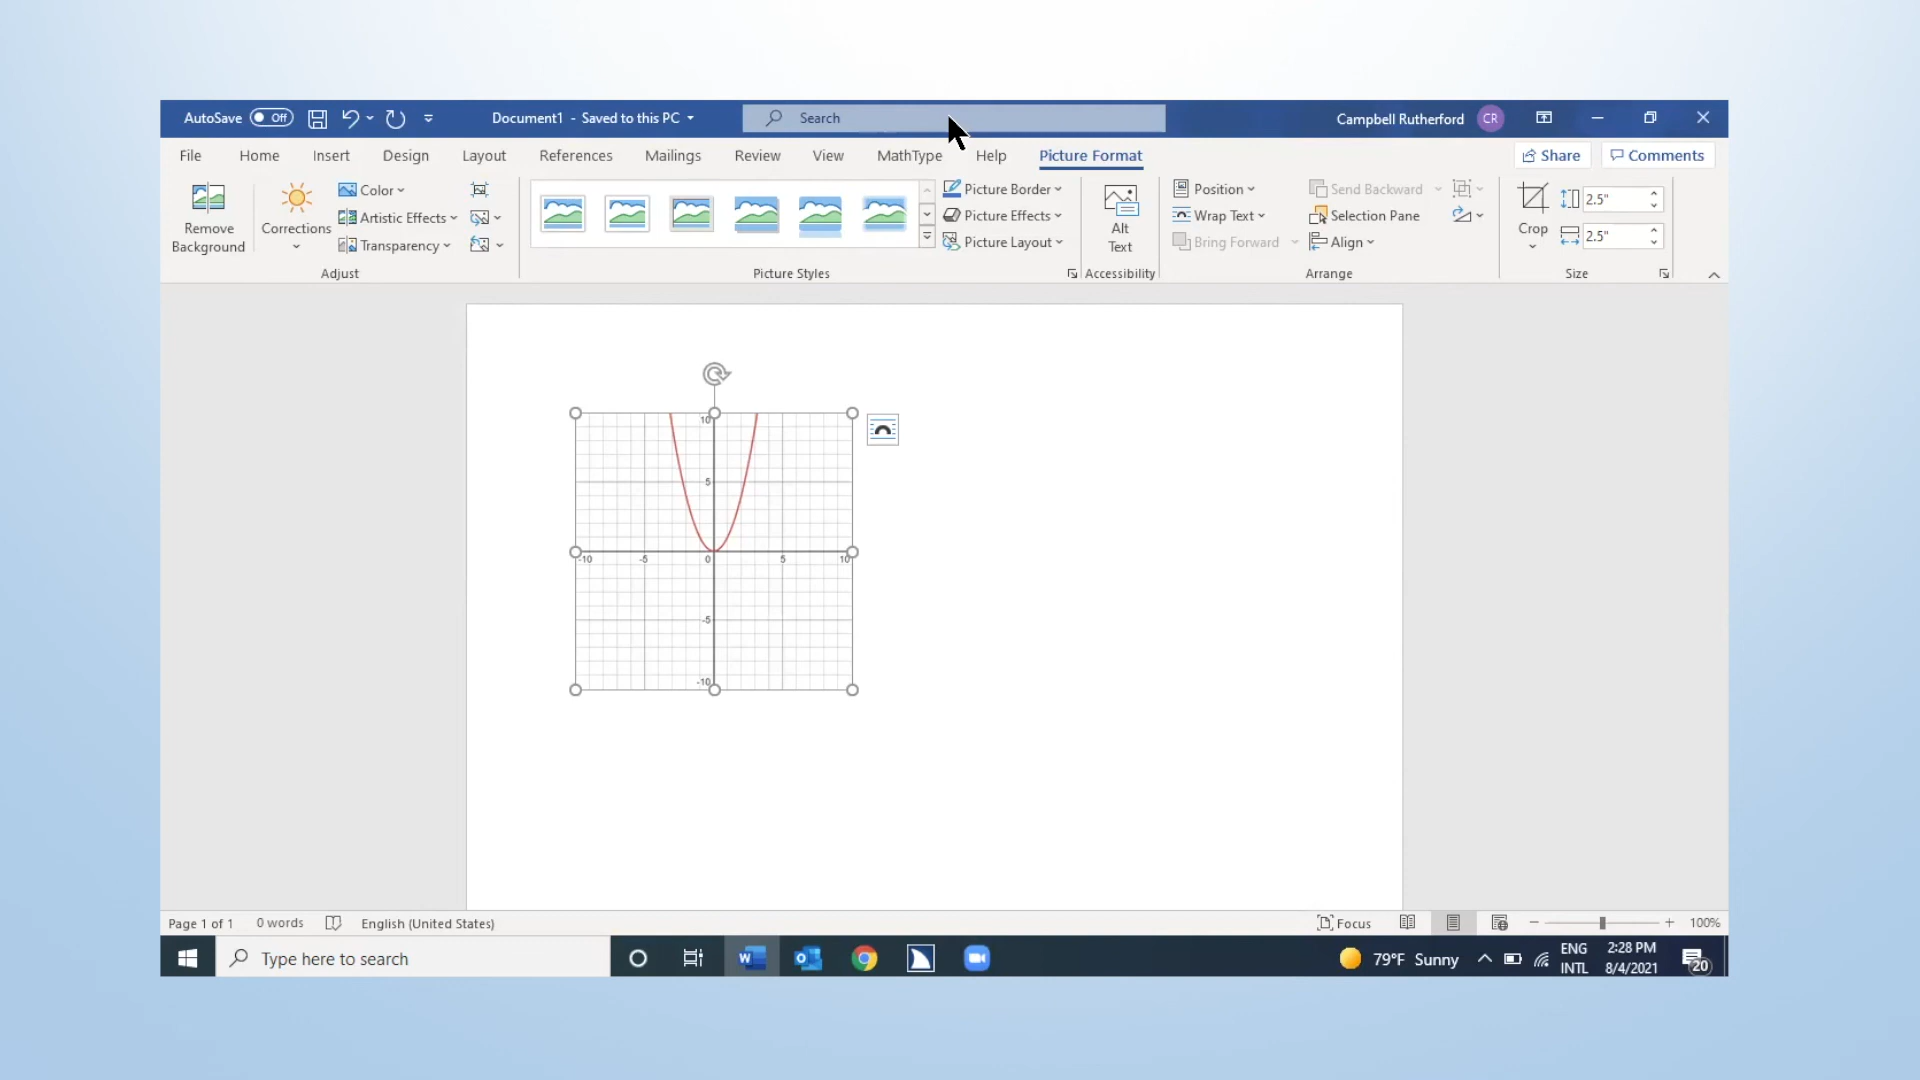 AutoSave Off Document1 - Saved to this PC Search Campbell Rutherford CR
File Home Insert Design Layout References Mailings Review View MathType Help Picture Format Share Comments
Remove Background
Corrections
Color
Artistic Effects
Transparency
Adjust
Picture Border
Picture Effects
Picture Layout
Picture Styles
Alt Text
Accessibility
Position
Wrap Text
Bring Forward
Send Backward
Selection Pane
Align
Arrange
Crop
2.5"
2.5"
Size
10
5
-10 -5 0 5 10
-5
-10
Page 1 of 1 0 words English (United States) Focus 100%
Type here to search 79°F Sunny ENG INTL 2:28 PM 8/4/2021 20